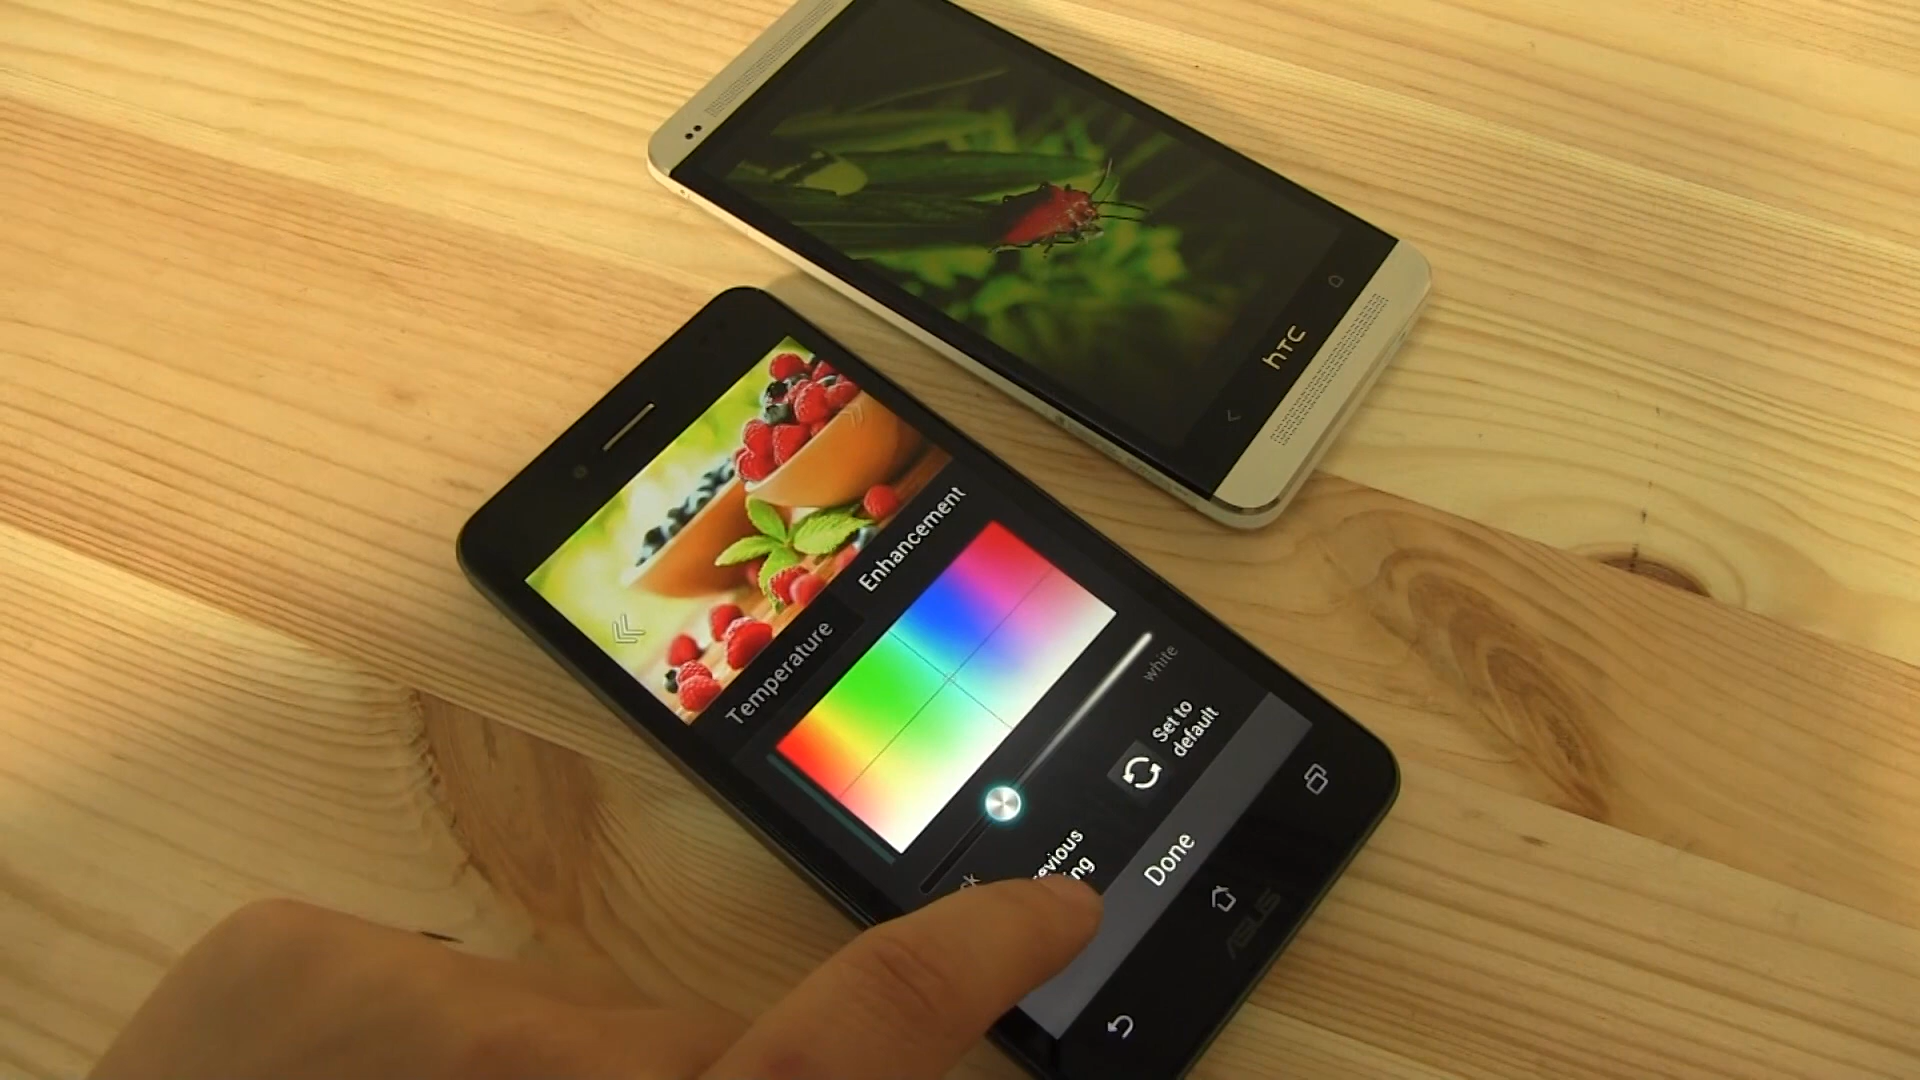 hTC
Enhancement
Temperature
white
Set to
default
Done
ASUS